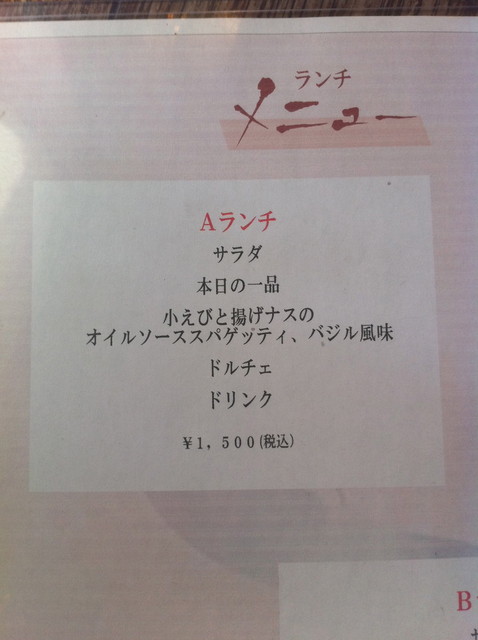 ランチ
メニュー
Aランチ
サラダ
本日の一品
小えびと揚げナスの
オイルソーススパゲッティ、バジル風味
ドルチェ
ドリンク
￥1,500(税込)
B